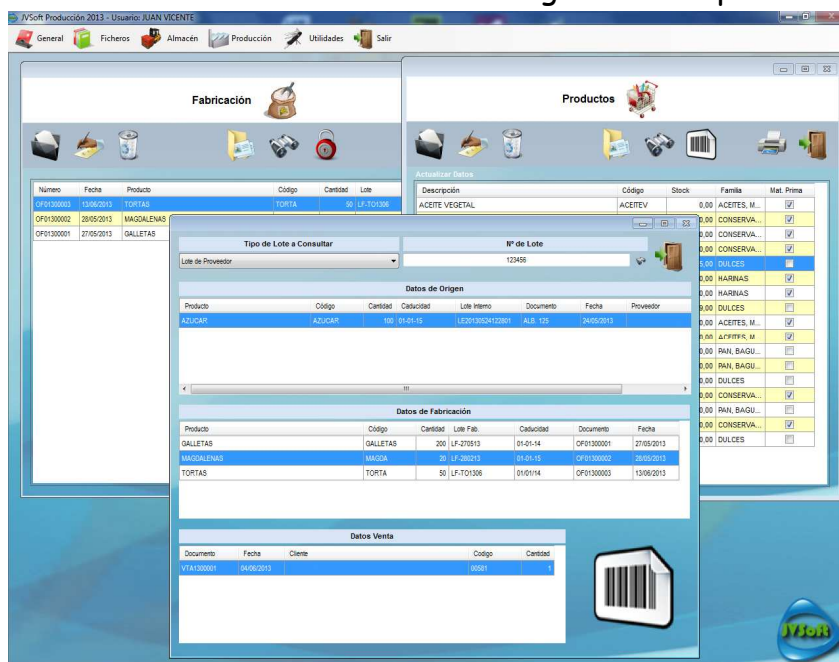 JVSoft Producción 2013 - Usuario: JUAN VICENTE
General Ficheros Almacén Producción Utilidades Salir
Fabricación
Número Fecha Producto Código Cantidad Lote
OF01300003 13/06/2013 TORTAS TORTA 50 LF-TO1306
OF01300002 28/05/2013 MAGDALENAS
OF01300001 27/05/2013 GALLETAS
Productos
Actualizar Datos
Descripción Código Stock Familia Mat. Prima
ACEITE VEGETAL ACEITEV 0,00 ACEITES, M...
0,00 CONSERVA...
0,00 CONSERVA...
0,00 CONSERVA...
5,00 DULCES
0,00 HARINAS
0,00 HARINAS
9,00 DULCES
0,00 ACEITES, M...
0,00 ACEITES, M...
0,00 PAN, BAGU...
0,00 PAN, BAGU...
0,00 DULCES
0,00 CONSERVA...
0,00 PAN, BAGU...
0,00 CONSERVA...
0,00 DULCES
Tipo de Lote a Consultar Nº de Lote
Lote de Proveedor 123456
Datos de Origen
Producto Código Cantidad Caducidad Lote Interno Documento Fecha Proveedor
AZUCAR AZUCAR 100 01-01-15 LE20130524122801 ALB. 125 24/05/2013
Datos de Fabricación
Producto Código Cantidad Lote Fab. Caducidad Documento Fecha
GALLETAS GALLETAS 200 LF-270513 01-01-14 OF01300001 27/05/2013
MAGDALENAS MAGDA 20 LF-280213 01-01-15 OF01300002 28/05/2013
TORTAS TORTA 50 LF-TO1306 01/01/14 OF01300003 13/06/2013
Datos Venta
Documento Fecha Cliente Codigo Cantidad
VTA1300001 04/06/2013 00501 1
JVSoft